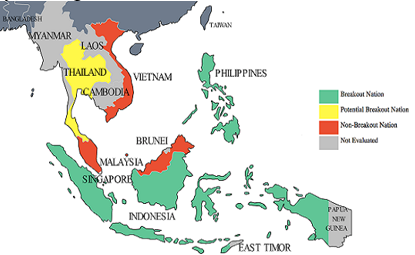 BANGLADESH
TAIWAN
MYANMAR
LAOS
THAILAND
VIETNAM
PHILIPPINES
CAMBODIA
Breakout Nation
Potential Breakout Nation
Non-Breakout Nation
Not Evaluated
BRUNEI
MALAYSIA
SINGAPORE
INDONESIA
PAPUA
NEW
GUINEA
EAST TIMOR